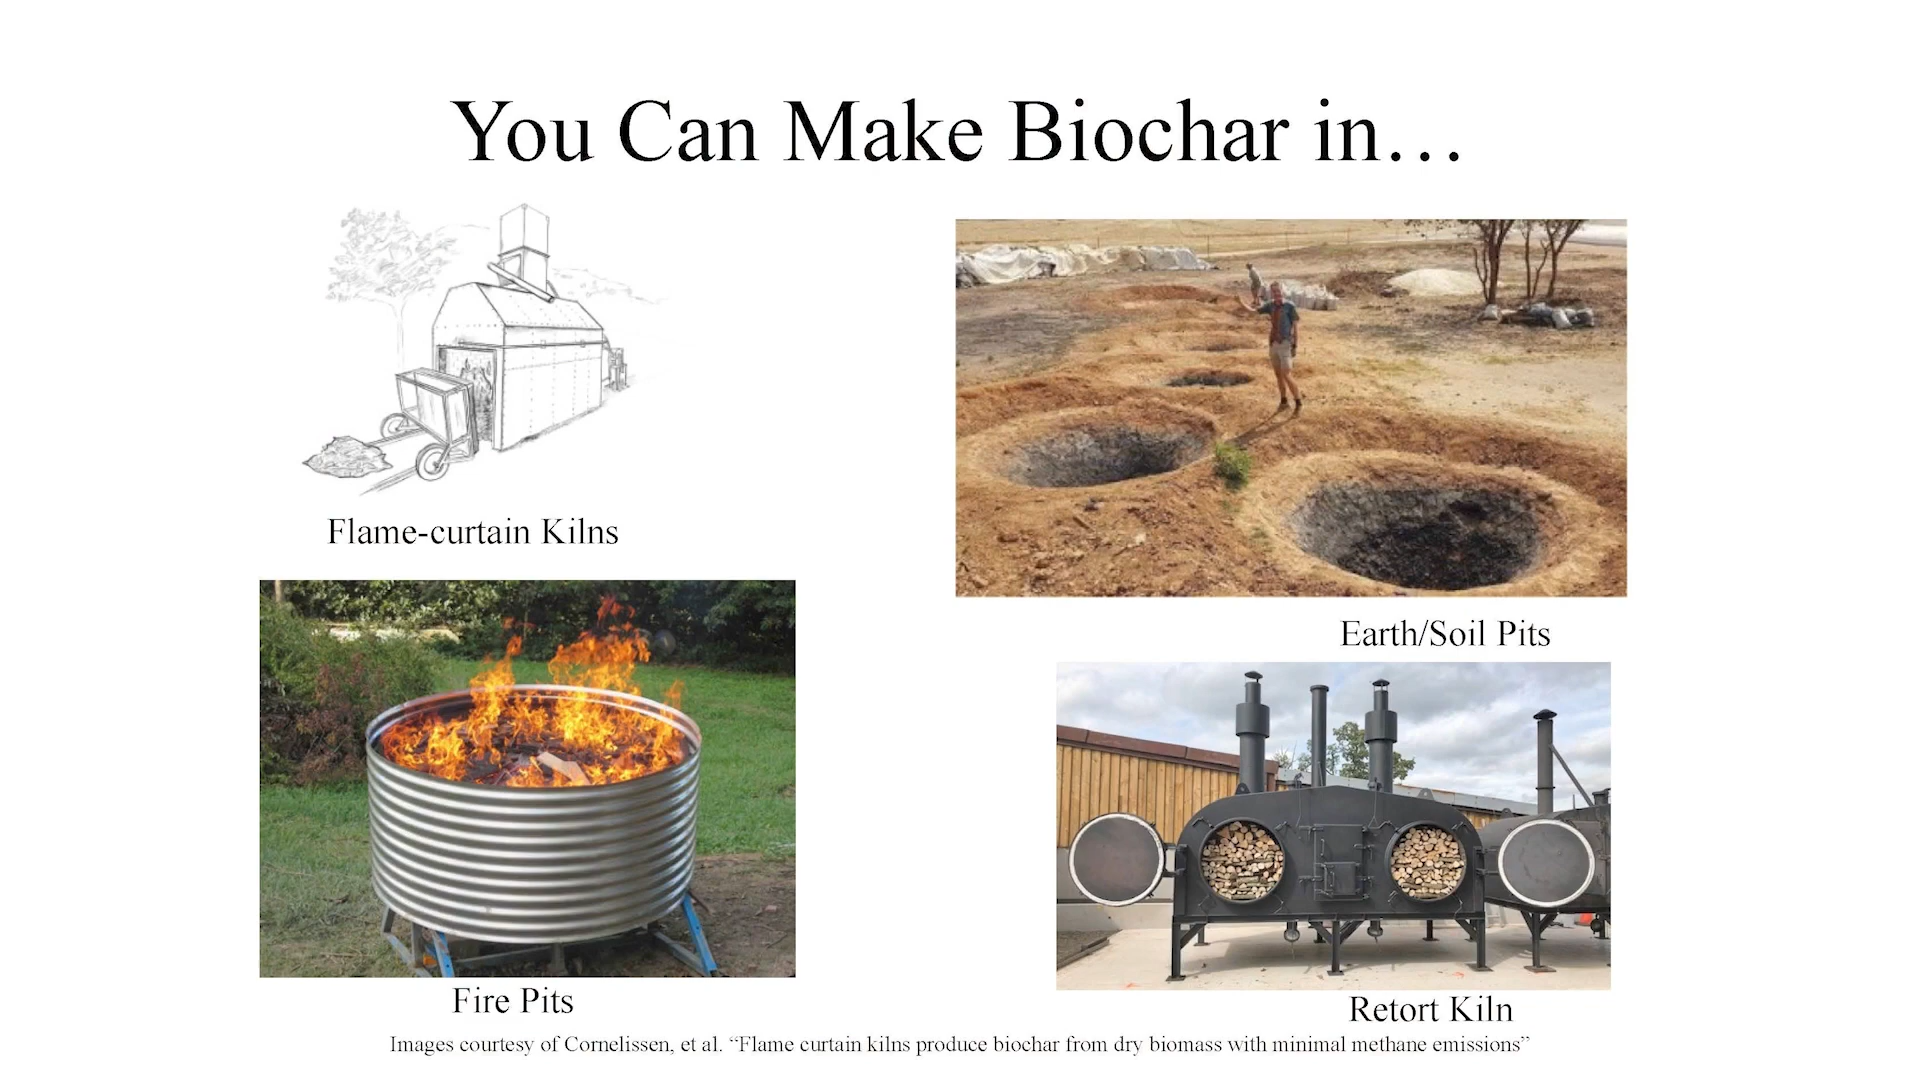 You Can Make Biochar in…
Flame-curtain Kilns
Earth/Soil Pits
Fire Pits
Retort Kiln
Images courtesy of Cornelissen, et al. “Flame curtain kilns produce biochar from dry biomass with minimal methane emissions”